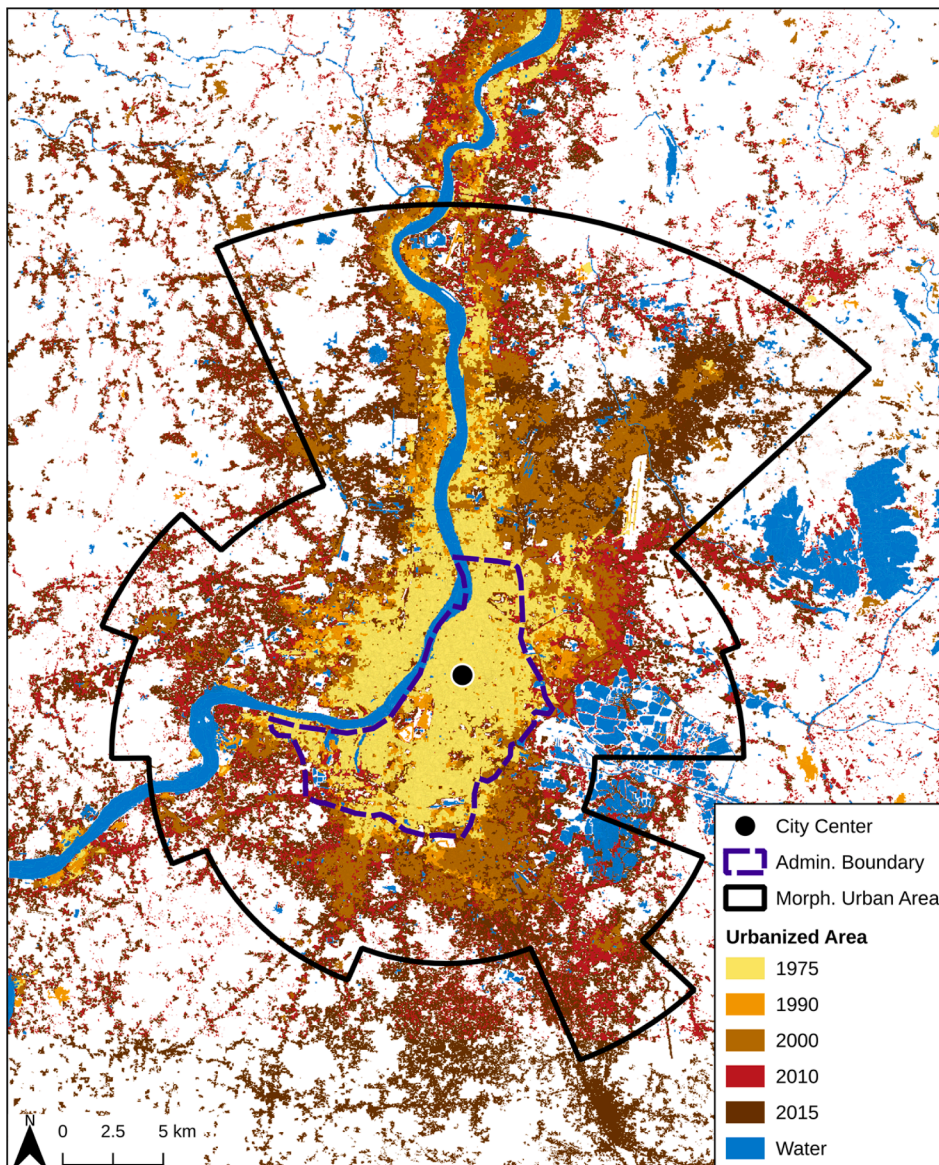 City Center
Admin. Boundary
Morph. Urban Area
Urbanized Area
1975
1990
2000
2010
2015
Water
N
0 2.5 5 km